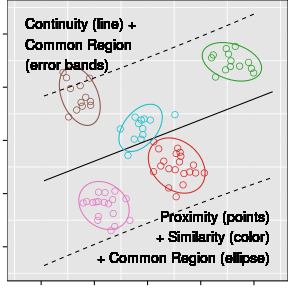 Continuity (line) +
Common Region
(error bands)
Proximity (points)
+ Similarity (color)
+ Common Region (ellipse)